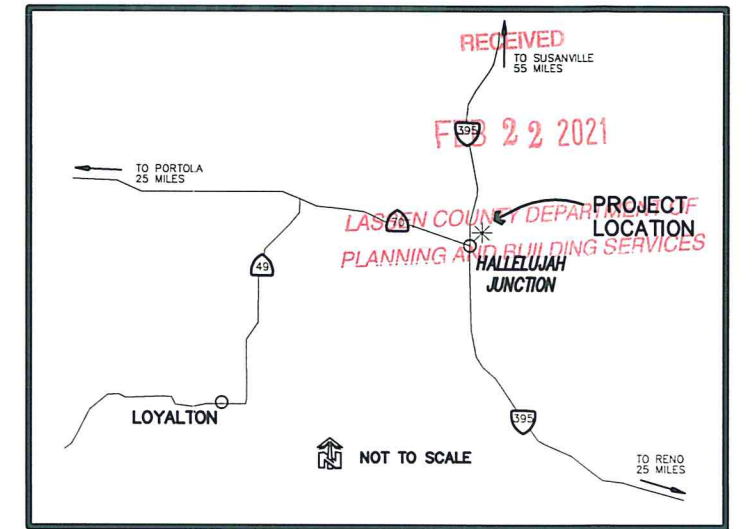 RECEIVED
TO SUSANVILLE
55 MILES
395
FEB 22 2021
TO PORTOLA
25 MILES
PROJECT
LOCATION
LASSEN COUNTY DEPARTMENT OF
PLANNING AND BUILDING SERVICES
70
49
HALLELUJAH
JUNCTION
LOYALTON
395
N
NOT TO SCALE
TO RENO
25 MILES